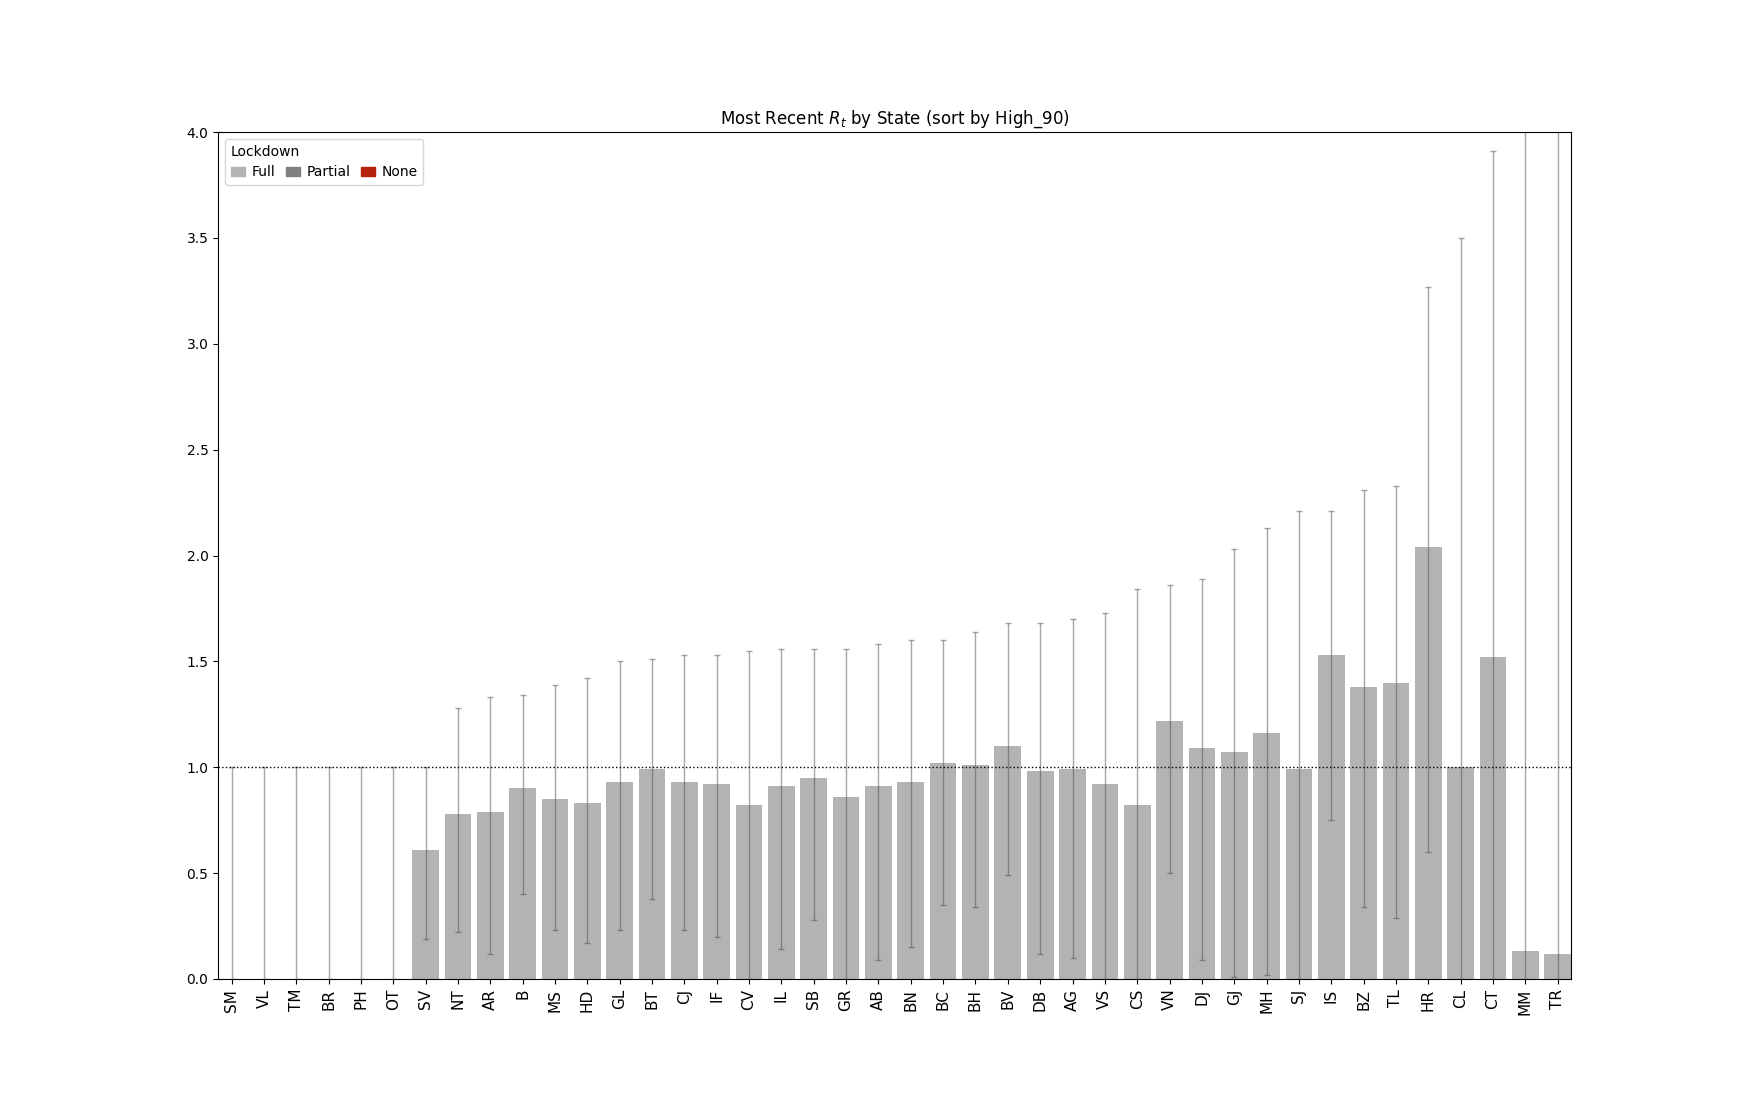 Most Recent Rt by State (sort by High_90)
Lockdown
Full Partial None
4.0
3.5
3.0
2.5
2.0
1.5
1.0
0.5
0.0
SM VL TM BR PH OT SV NT AR B MS HD GL BT CJ IF CV IL SB GR AB BN BC BH BV DB AG VS CS VN DJ GJ MH SJ IS BZ TL HR CL CT MM TR